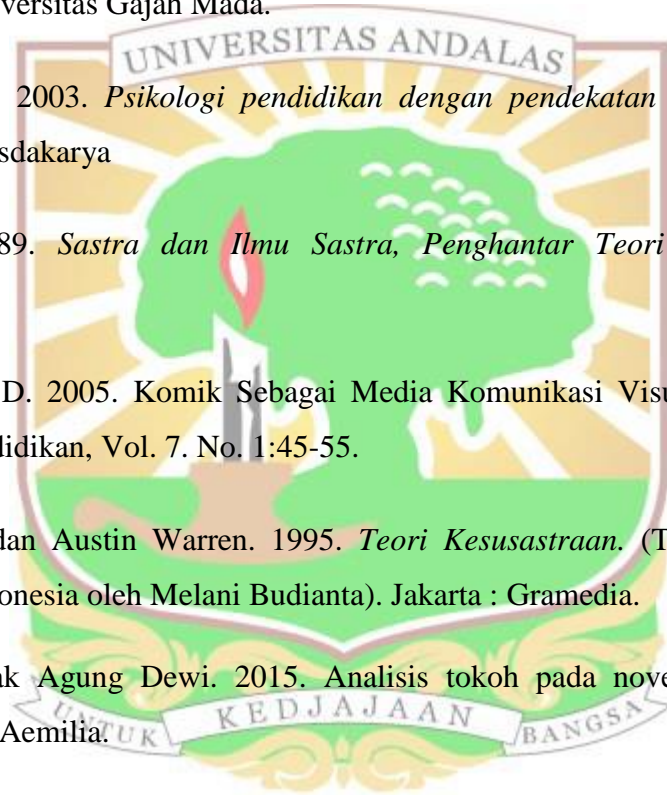 versitas Gajah Mada.
UNIVERSITAS ANDALAS
2003. Psikologi pendidikan dengan pendekatan
sdakarya
89. Sastra dan Ilmu Sastra, Penghantar Teori
D. 2005. Komik Sebagai Media Komunikasi Visu
didikan, Vol. 7. No. 1:45-55.
dan Austin Warren. 1995. Teori Kesusastraan. (T
onesia oleh Melani Budianta). Jakarta : Gramedia.
ak Agung Dewi. 2015. Analisis tokoh pada nove
Aemilia.
UNTUK KEDJAJAAN BANGSA